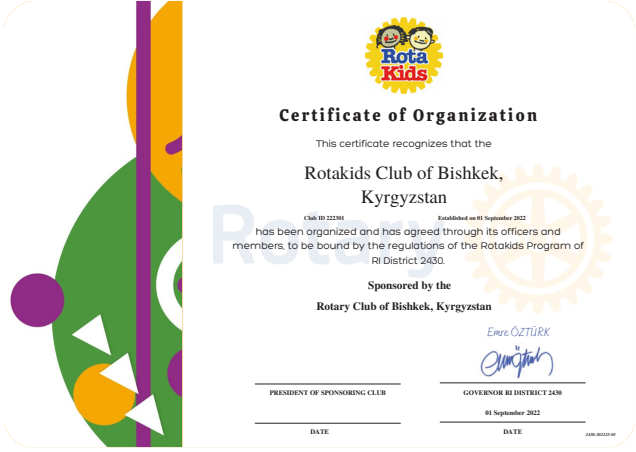 Rota
Kids
Certificate of Organization
This certificate recognizes that the
Rotakids Club of Bishkek,
Kyrgyzstan
Club ID 222301
Established on 01 September 2022
Rotary
has been organized and has agreed through its officers and
members, to be bound by the regulations of the Rotakids Program of
RI District 2430.
Sponsored by the
Rotary Club of Bishkek, Kyrgyzstan
Emre ÖZTÜRK
PRESIDENT OF SPONSORING CLUB
GOVERNOR RI DISTRICT 2430
01 September 2022
DATE
DATE